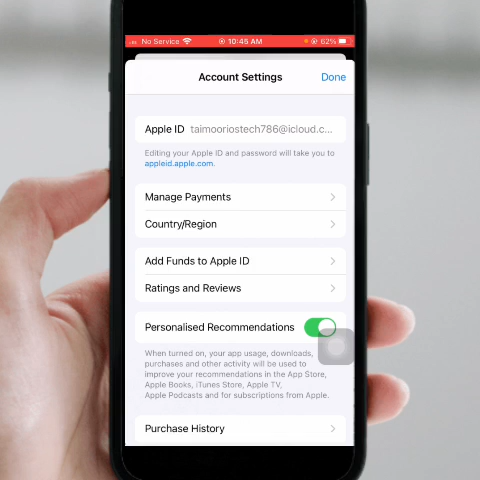 No Service 10:45 AM 62%
Account Settings Done
Apple ID taimooriostech786@icloud.c...
Editing your Apple ID and password will take you to
appleid.apple.com.
Manage Payments
Country/Region
Add Funds to Apple ID
Ratings and Reviews
Personalised Recommendations
When turned on, your app usage, downloads,
purchases and other activity will be used to
improve your recommendations in the App Store,
Apple Books, iTunes Store, Apple TV,
Apple Podcasts and for subscriptions from Apple.
Purchase History